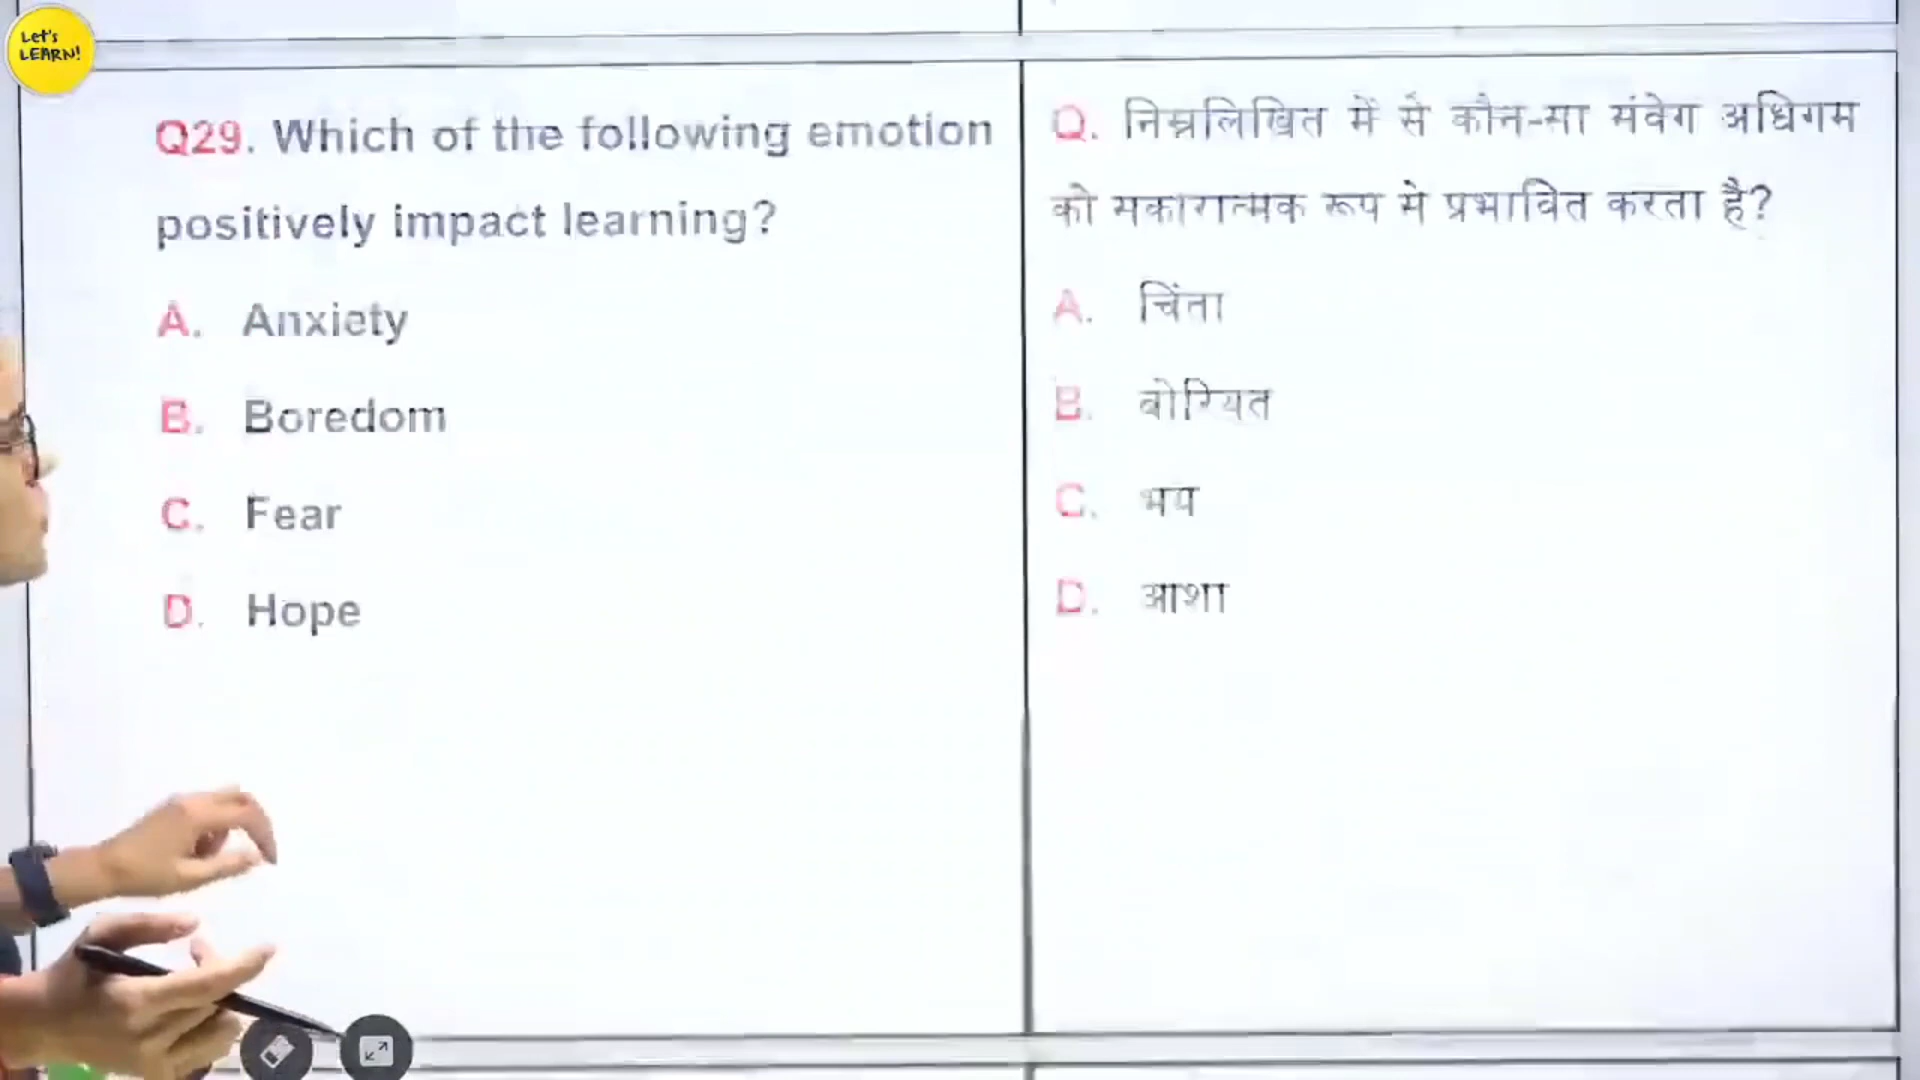 Let's
LEARN!
Q29. Which of the following emotion
positively impact learning?
A. Anxiety
B. Boredom
C. Fear
D. Hope
Q. निम्नलिखित में से कौन-सा संवेग अधिगम
को सकारात्मक रूप से प्रभावित करता है?
A. चिंता
B. बोरियत
C. भय
D. आशा